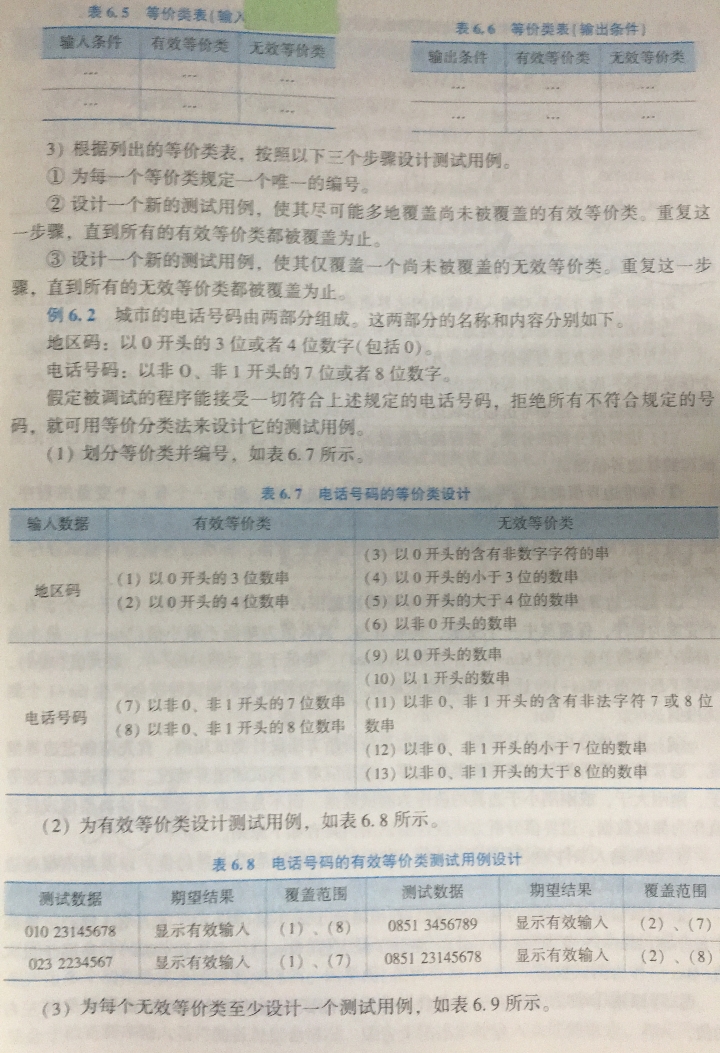 表6.5 等价类表(输入
输入条件 有效等价类 无效等价类
... ... ...
... ... ...
表6.6 等价类表(输出条件)
输出条件 有效等价类 无效等价类
... ... ...
... ... ...
3) 根据列出的等价类表，按照以下三个步骤设计测试用例。
① 为每一个等价类规定一个唯一的编号。
② 设计一个新的测试用例，使其尽可能多地覆盖尚未被覆盖的有效等价类。重复这
一步骤，直到所有的有效等价类都被覆盖为止。
③ 设计一个新的测试用例，使其仅覆盖一个尚未被覆盖的无效等价类。重复这一步
骤，直到所有的无效等价类都被覆盖为止。
例6.2 城市的电话号码由两部分组成。这两部分的名称和内容分别如下。
地区码：以0开头的3位或者4位数字(包括0)。
电话号码：以非O、非1开头的7位或者8位数字。
假定被调试的程序能接受一切符合上述规定的电话号码，拒绝所有不符合规定的号
码，就可用等价分类法来设计它的测试用例。
(1) 划分等价类并编号，如表6.7所示。
表6.7 电话号码的等价类设计
输入数据 有效等价类 无效等价类
地区码
(1) 以0开头的3位数串
(2) 以0开头的4位数串
(3) 以0开头的含有非数字字符的串
(4) 以0开头的小于3位的数串
(5) 以0开头的大于4位的数串
(6) 以非0开头的数串
电话号码
(7) 以非0、非1开头的7位数串
(8) 以非0、非1开头的8位数串
(9) 以0开头的数串
(10) 以1开头的数串
(11) 以非0、非1开头的含有非法字符7或8位
数串
(12) 以非0、非1开头的小于7位的数串
(13) 以非0、非1开头的大于8位的数串
(2) 为有效等价类设计测试用例，如表6.8所示。
表6.8 电话号码的有效等价类测试用例设计
测试数据 期望结果 覆盖范围 测试数据 期望结果 覆盖范围
010 23145678 显示有效输入 (1)、(8) 0851 3456789 显示有效输入 (2)、(7)
023 2234567 显示有效输入 (1)、(7) 0851 23145678 显示有效输入 (2)、(8)
(3) 为每个无效等价类至少设计一个测试用例，如表6.9所示。